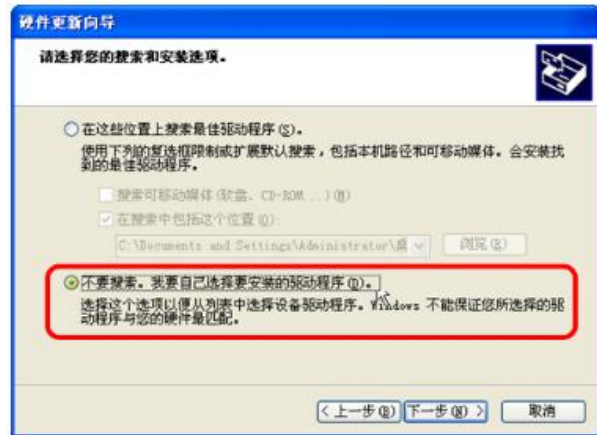 硬件更新向导
请选择您的搜索和安装选项。
在这些位置上搜索最佳驱动程序(S)。
使用下列的复选框限制或扩展默认搜索，包括本机路径和可移动媒体。会安装找
到的最佳驱动程序。
搜索可移动媒体(软盘、CD-ROM...)(M)
在搜索中包括这个位置(O):
C:\Documents and Settings\Administrator\桌
浏览(R)
不要搜索。我要自己选择要安装的驱动程序(D)。
选择这个选项以便从列表中选择设备驱动程序。Windows 不能保证您所选择的驱
动程序与您的硬件最匹配。
< 上一步(B) 下一步(N) > 取消